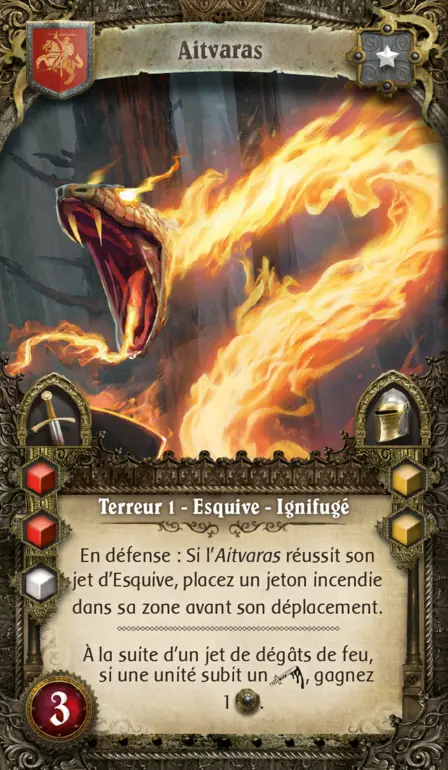 Aitvaras
Terreur 1 - Esquive - Ignifugé
En défense : Si l'Aitvaras réussit son
jet d'Esquive, placez un jeton incendie
dans sa zone avant son déplacement.
À la suite d'un jet de dégâts de feu,
si une unité subit un , gagnez
1 .
3